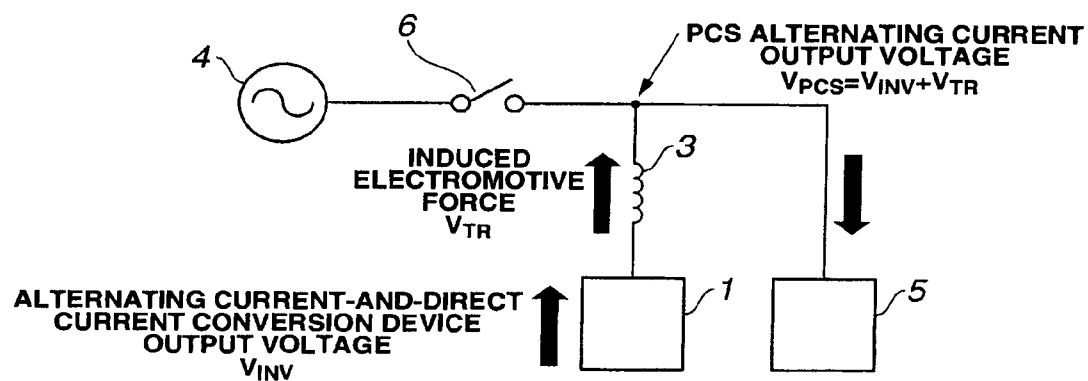 4
6
PCS ALTERNATING CURRENT
OUTPUT VOLTAGE
VPCS=VINV+VTR
INDUCED
ELECTROMOTIVE
FORCE
VTR
3
ALTERNATING CURRENT-AND-DIRECT
CURRENT CONVERSION DEVICE
OUTPUT VOLTAGE
VINV
1
5